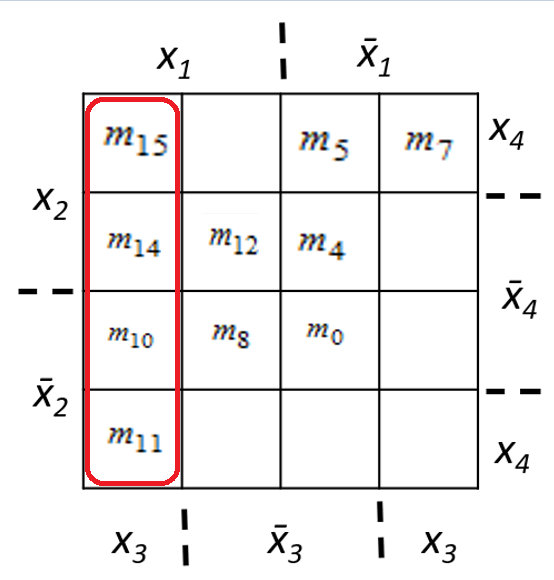 x₁ x̄₁
m₁₅ m₅ m₇ x₄
x₂
m₁₄ m₁₂ m₄
x̄₄
m₁₀ m₈ m₀
x̄₂
m₁₁ x₄
x₃ x̄₃ x₃